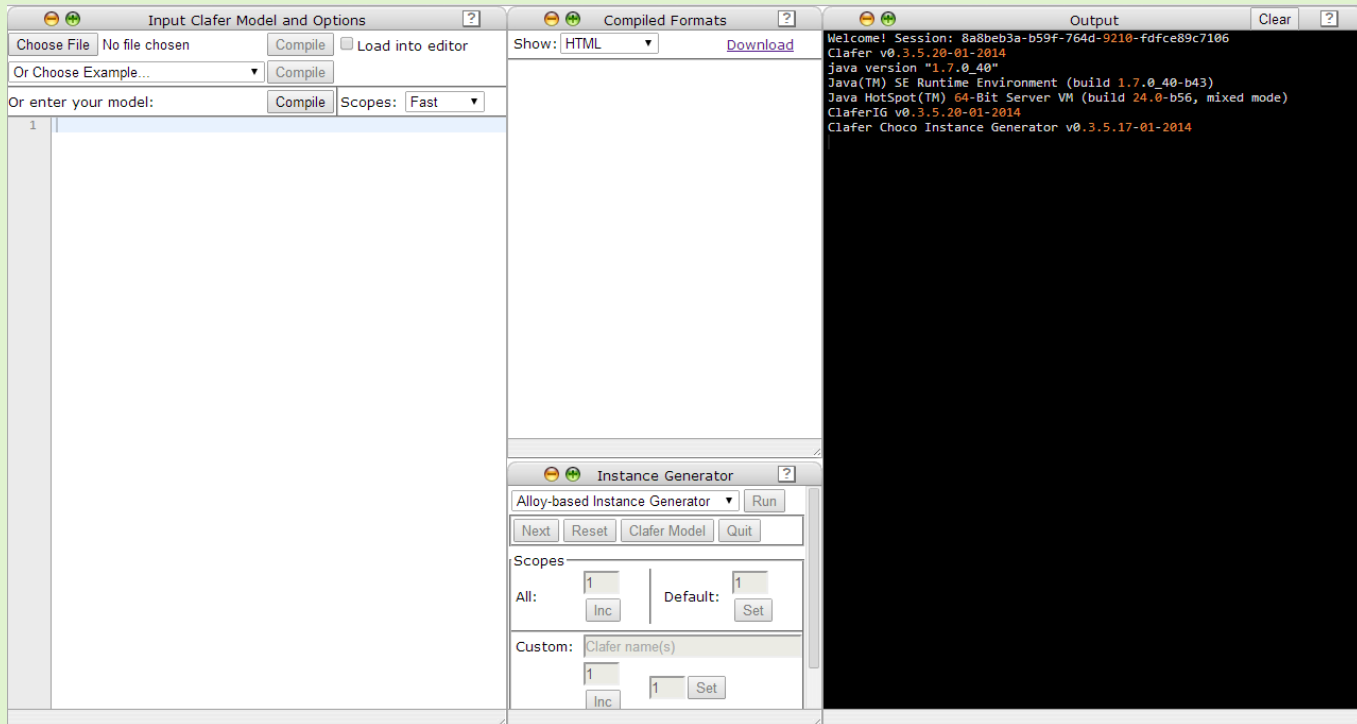 Input Clafer Model and Options ?
Choose File No file chosen Compile Load into editor
Or Choose Example... Compile
Or enter your model: Compile Scopes: Fast
1
Compiled Formats ?
Show: HTML Download
Instance Generator ?
Alloy-based Instance Generator Run
Next Reset Clafer Model Quit
Scopes
All: 1 Inc Default: 1 Set
Custom: Clafer name(s)
1 Inc 1 Set
Output Clear ?
Welcome! Session: 8a8beb3a-b59f-764d-9210-fdfce89c7106
Clafer v0.3.5.20-01-2014
java version "1.7.0_40"
Java(TM) SE Runtime Environment (build 1.7.0_40-b43)
Java HotSpot(TM) 64-Bit Server VM (build 24.0-b56, mixed mode)
ClaferIG v0.3.5.20-01-2014
Clafer Choco Instance Generator v0.3.5.17-01-2014